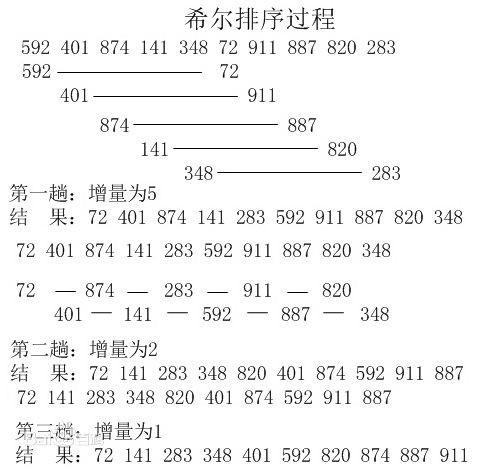 希尔排序过程
592 401 874 141 348 72 911 887 820 283
592 72
401 911
874 887
141 820
348 283
第一趟：增量为5
结 果：72 401 874 141 283 592 911 887 820 348
72 401 874 141 283 592 911 887 820 348
72 — 874 — 283 — 911 — 820
401 — 141 — 592 — 887 — 348
第二趟：增量为2
结 果：72 141 283 348 820 401 874 592 911 887
72 141 283 348 820 401 874 592 911 887
第三趟：增量为1
结 果：72 141 283 348 401 592 820 874 887 911